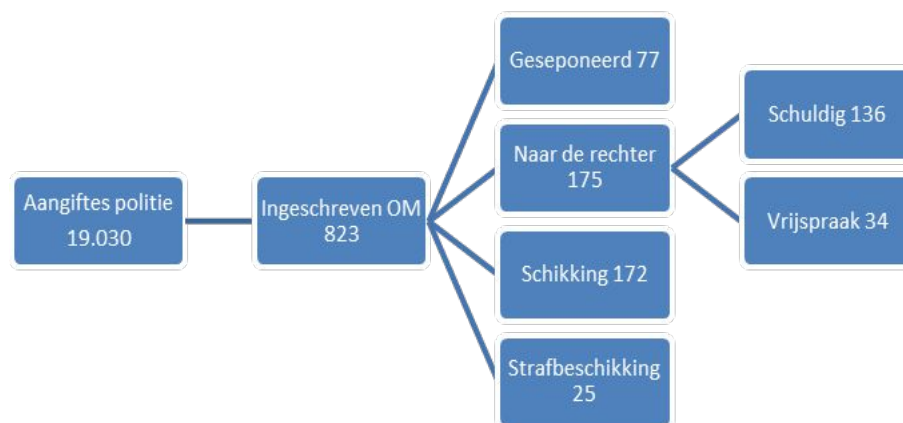 Geseponeerd 77
Schuldig 136
Naar de rechter
175
Aangiftes politie
19.030
Ingeschreven OM
823
Vrijspraak 34
Schikking 172
Strafbeschikking
25